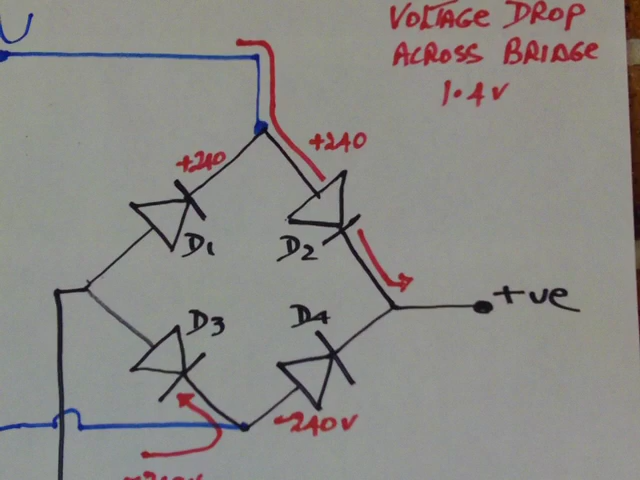 VOLTAGE DROP
ACROSS BRIDGE
1.4V
+240
+240
D1
D2
+ve
D3
D4
-240V